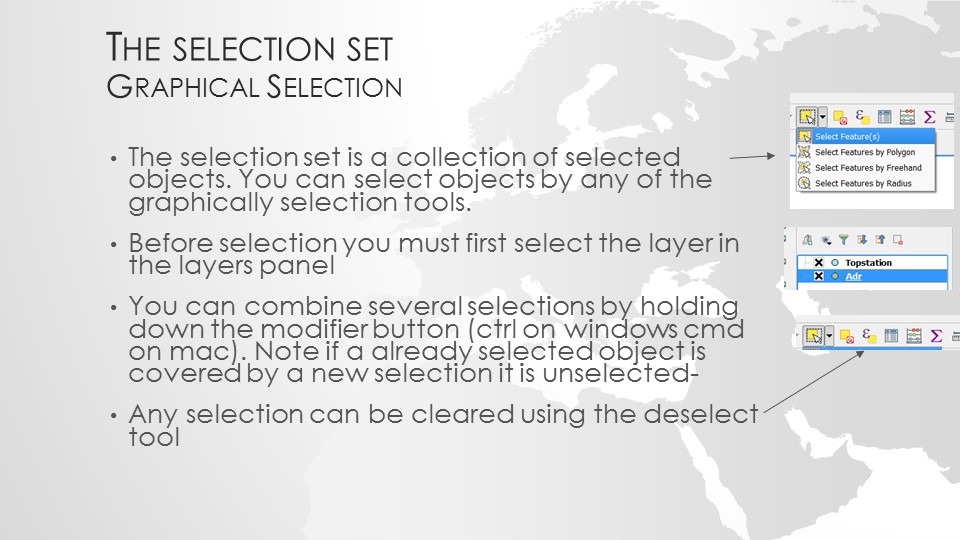 The selection set
Graphical Selection
• The selection set is a collection of selected
objects. You can select objects by any of the
graphically selection tools.
• Before selection you must first select the layer in
the layers panel
• You can combine several selections by holding
down the modifier button (ctrl on windows cmd
on mac). Note if a already selected object is
covered by a new selection it is unselected-
• Any selection can be cleared using the deselect
tool
Select Feature(s)
Select Features by Polygon
Select Features by Freehand
Select Features by Radius
Topstation
Adr